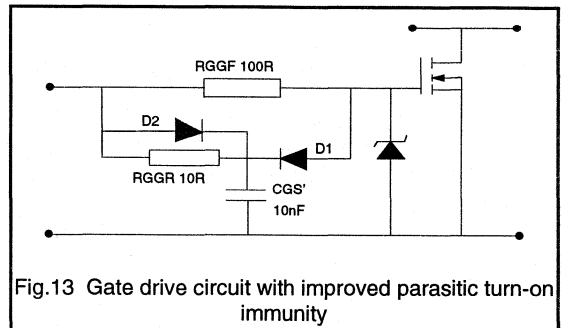 RGGF 100R
D2
D1
RGGR 10R
CGS'
10nF
Fig.13 Gate drive circuit with improved parasitic turn-on
immunity